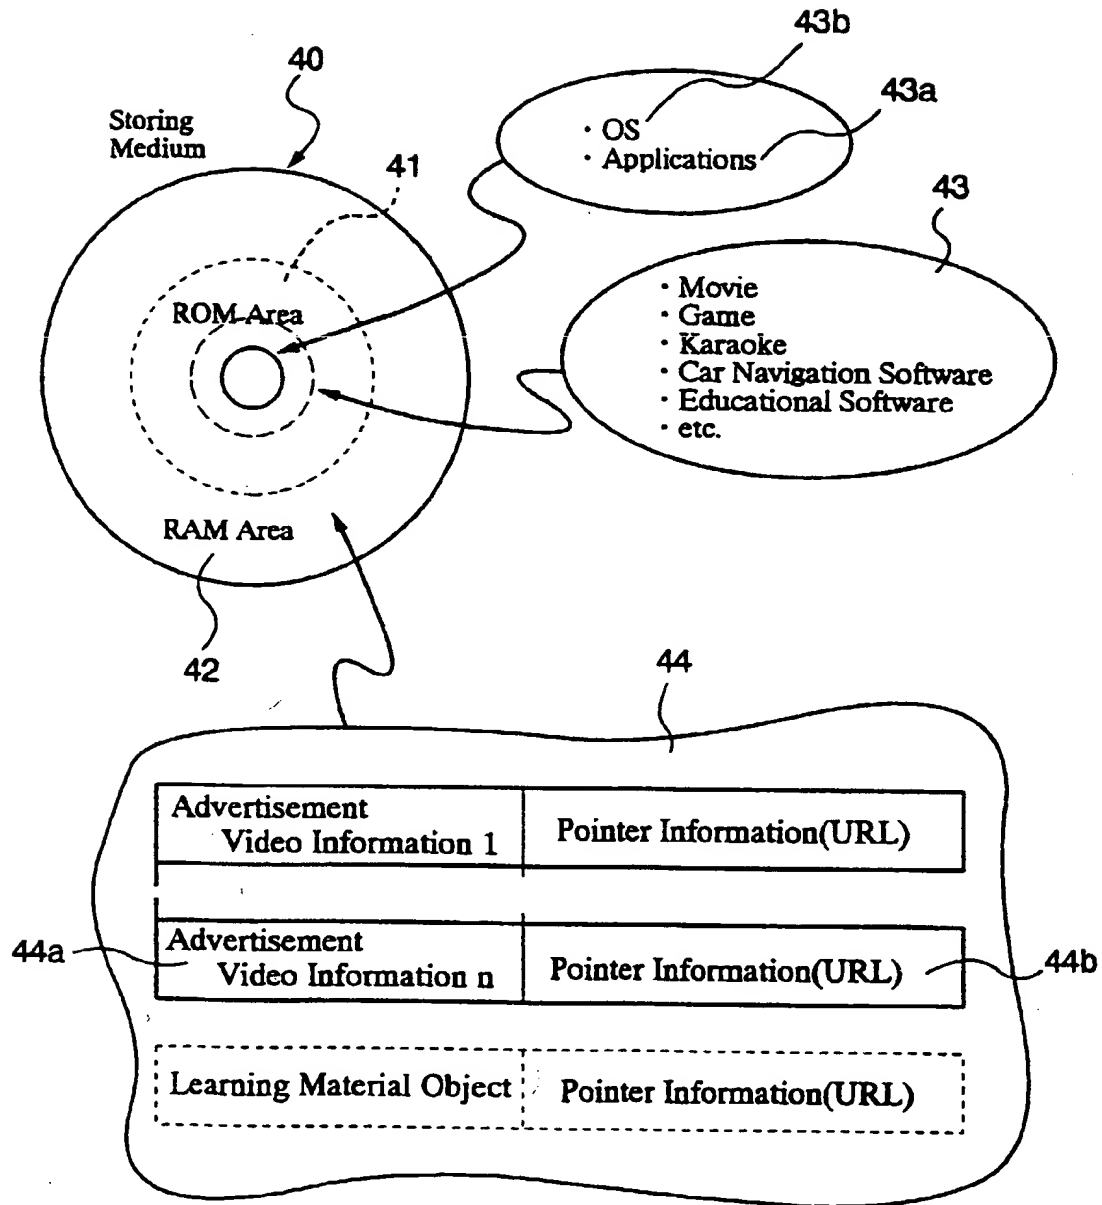 43b
40
43a
· OS
· Applications
Storing
Medium
41
43
ROM Area
· Movie
· Game
· Karaoke
· Car Navigation Software
· Educational Software
· etc.
RAM Area
42
44
Advertisement
Video Information 1
Pointer Information(URL)
44a
Advertisement
Video Information n
Pointer Information(URL)
44b
Learning Material Object
Pointer Information(URL)